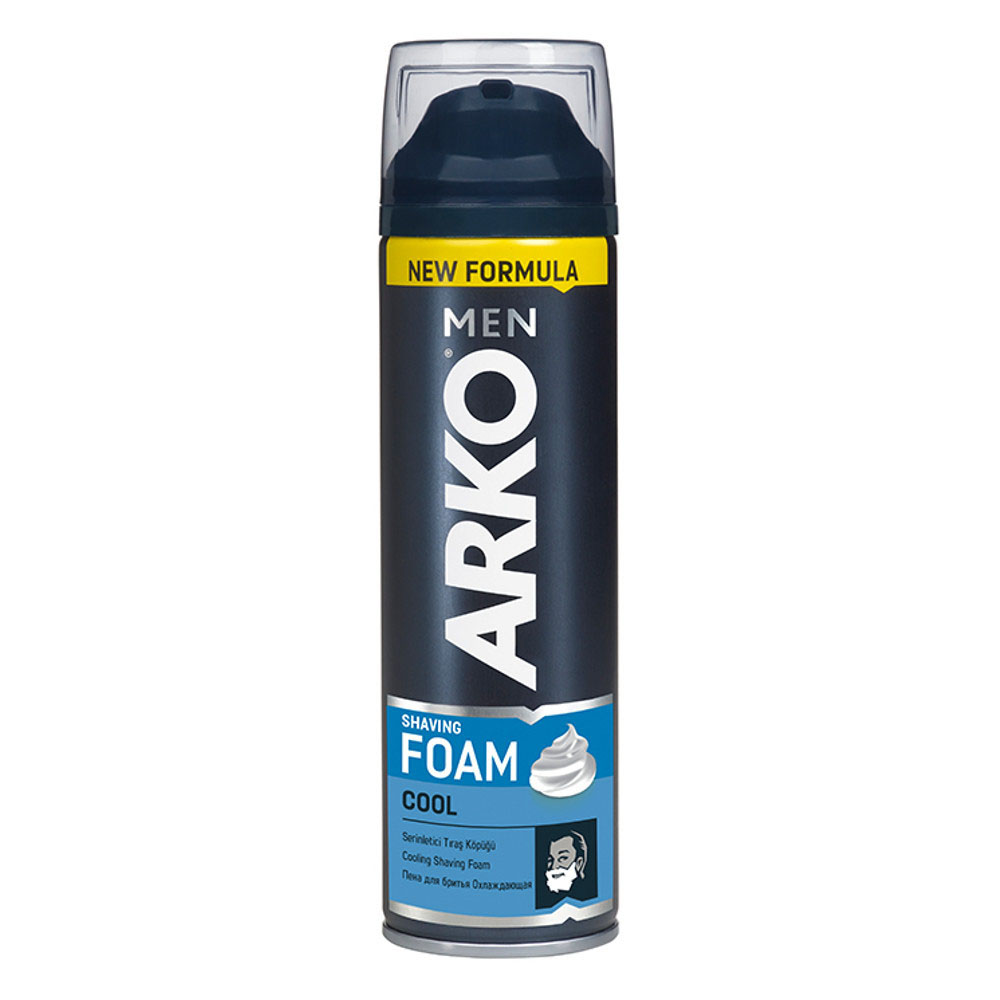 NEW FORMULA
MEN
ARKO®
SHAVING
FOAM
COOL
Serinletici Tıraş Köpüğü
Cooling Shaving Foam
Пена для бритья Охлаждающая